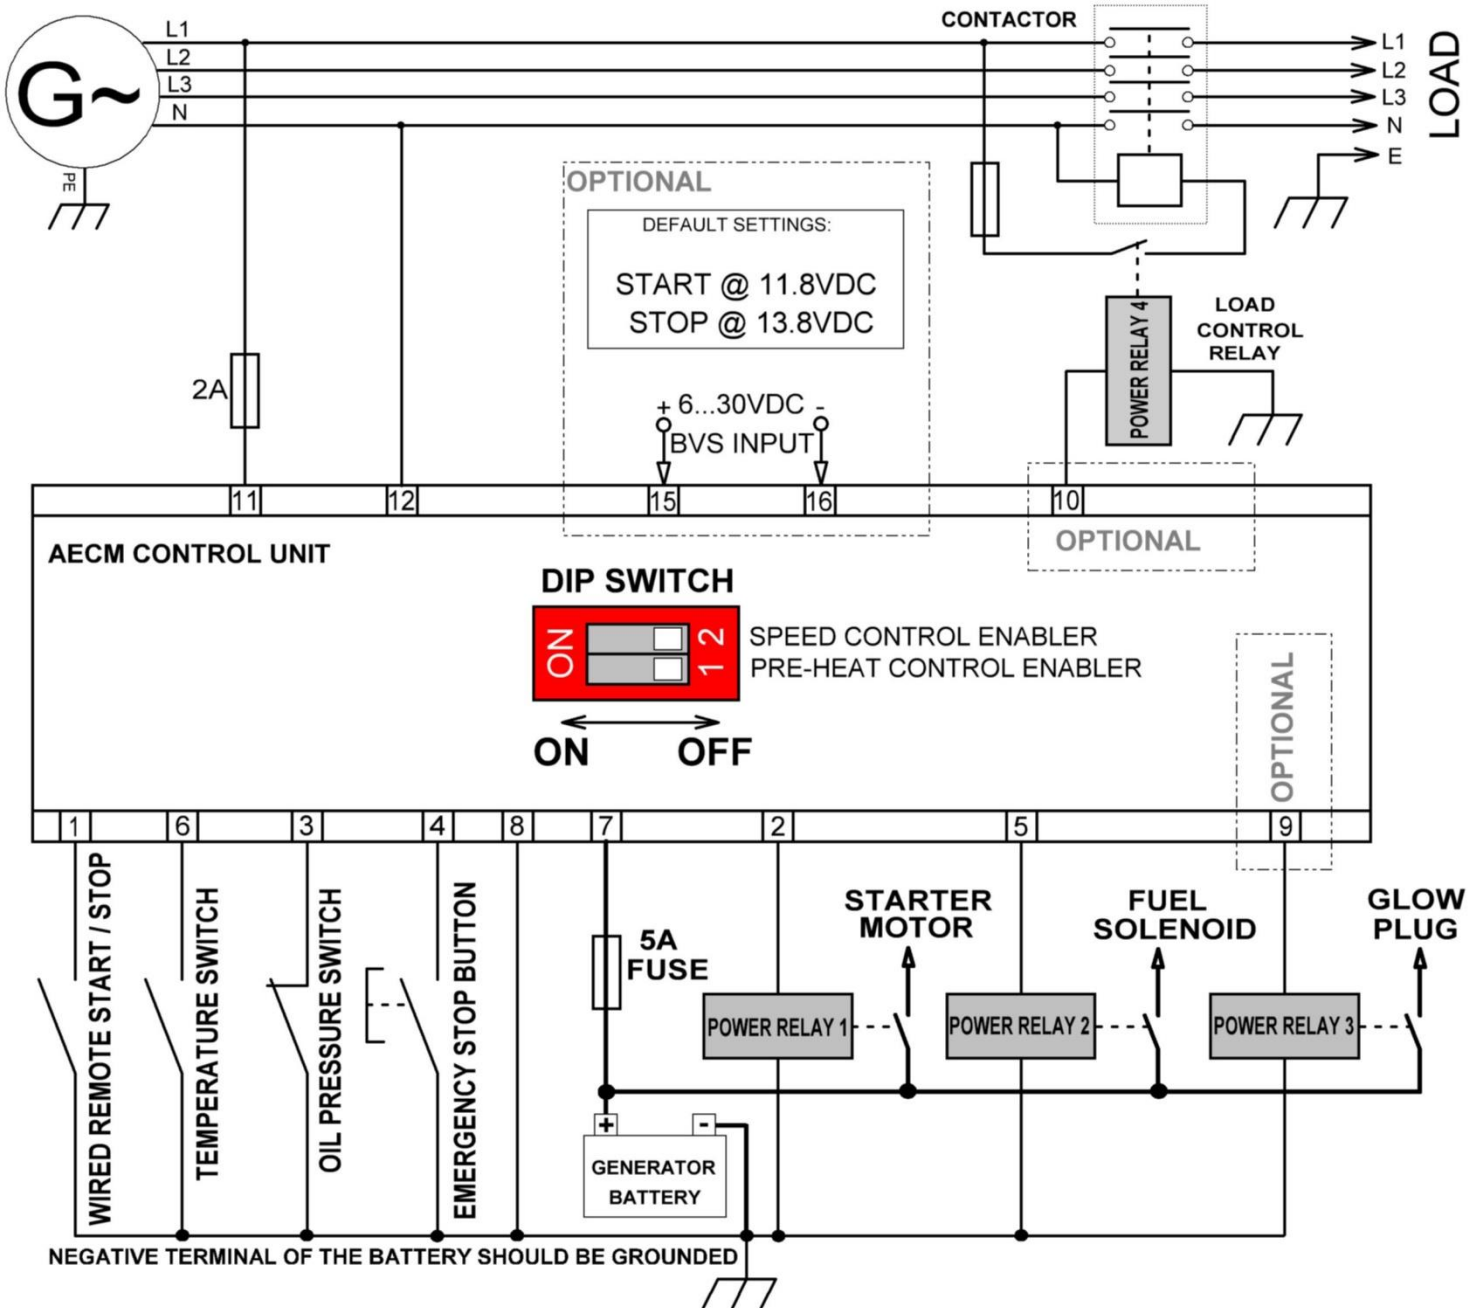 CONTACTOR
L1
L2
L3
N
G~
PE
L1
L2
L3
N
E
LOAD
OPTIONAL
DEFAULT SETTINGS:
START @ 11.8VDC
STOP @ 13.8VDC
+ 6...30VDC -
BVS INPUT
2A
POWER RELAY 4
LOAD
CONTROL
RELAY
11
12
15
16
10
OPTIONAL
AECM CONTROL UNIT
DIP SWITCH
ON
2
1
SPEED CONTROL ENABLER
PRE-HEAT CONTROL ENABLER
ON
OFF
OPTIONAL
1
6
3
4
8
7
2
5
9
WIRED REMOTE START / STOP
TEMPERATURE SWITCH
OIL PRESSURE SWITCH
EMERGENCY STOP BUTTON
5A
FUSE
STARTER
MOTOR
FUEL
SOLENOID
GLOW
PLUG
POWER RELAY 1
POWER RELAY 2
POWER RELAY 3
+
-
GENERATOR
BATTERY
NEGATIVE TERMINAL OF THE BATTERY SHOULD BE GROUNDED